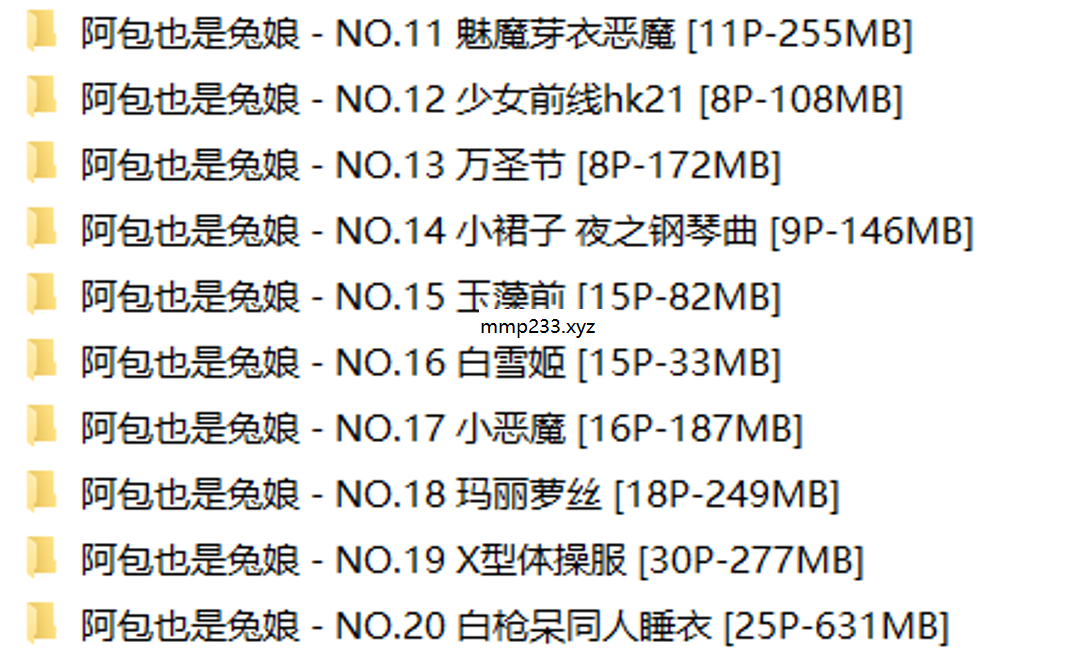 阿包也是兔娘 - NO.11 魅魔芽衣恶魔 [11P-255MB]
阿包也是兔娘 - NO.12 少女前线hk21 [8P-108MB]
阿包也是兔娘 - NO.13 万圣节 [8P-172MB]
阿包也是兔娘 - NO.14 小裙子 夜之钢琴曲 [9P-146MB]
阿包也是兔娘 - NO.15 玉藻前 [15P-82MB]
mmp233.xyz
阿包也是兔娘 - NO.16 白雪姬 [15P-33MB]
阿包也是兔娘 - NO.17 小恶魔 [16P-187MB]
阿包也是兔娘 - NO.18 玛丽萝丝 [18P-249MB]
阿包也是兔娘 - NO.19 X型体操服 [30P-277MB]
阿包也是兔娘 - NO.20 白枪呆同人睡衣 [25P-631MB]